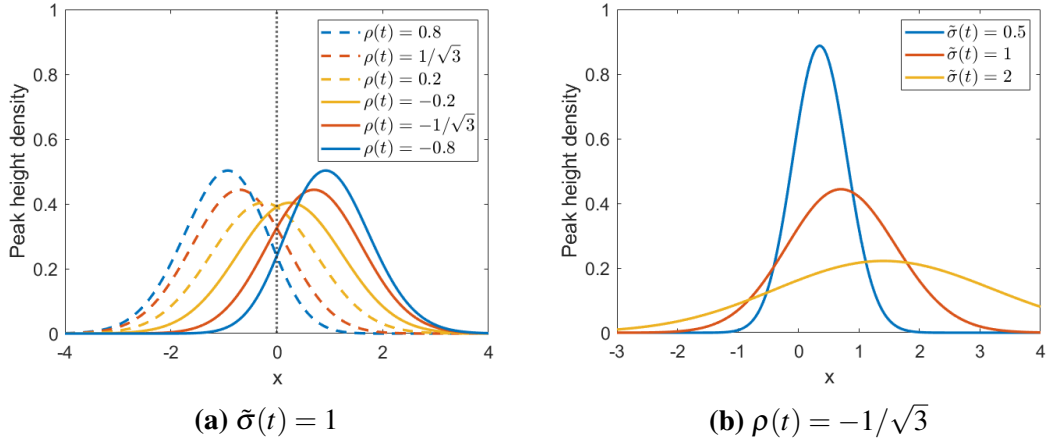 1
0.8
0.6
0.4
0.2
0
Peak height density
-4
-2
0
2
4
x
ρ(t) = 0.8
ρ(t) = 1/√3
ρ(t) = 0.2
ρ(t) = −0.2
ρ(t) = −1/√3
ρ(t) = −0.8
(a) σ̃(t) = 1
1
0.8
0.6
0.4
0.2
0
Peak height density
-3
-2
-1
0
1
2
3
4
x
σ̃(t) = 0.5
σ̃(t) = 1
σ̃(t) = 2
(b) ρ(t) = −1/√3